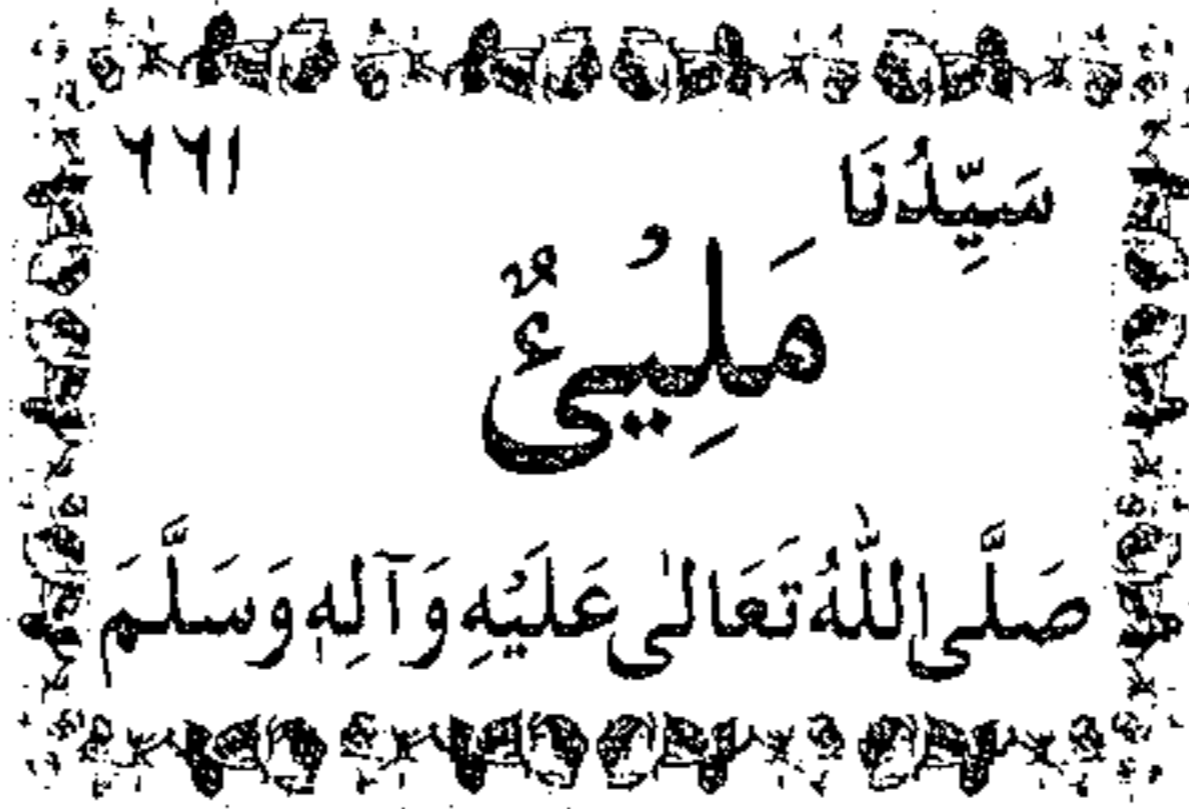 سَيِّدُنَا ٦٦١
مَلِيْئٌ
صَلَّى اللّٰهُ تَعَالٰى عَلَيْهِ وَآلِهٖ وَسَلَّمَ